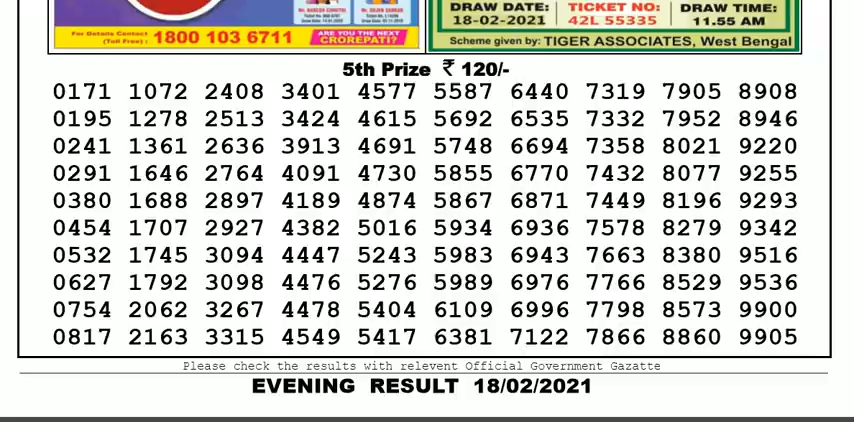 Mr. NARESH CHHOTOI
Mr. SUJON SARKAR
For Details Contact
(Toll Free) : 1800 103 6711
ARE YOU THE NEXT
CROREPATI?
DRAW DATE: TICKET NO: DRAW TIME:
18-02-2021 42L 55335 11.55 AM
Scheme given by: TIGER ASSOCIATES, West Bengal
5th Prize ₹ 120/-
0171 1072 2408 3401 4577 5587 6440 7319 7905 8908
0195 1278 2513 3424 4615 5692 6535 7332 7952 8946
0241 1361 2636 3913 4691 5748 6694 7358 8021 9220
0291 1646 2764 4091 4730 5855 6770 7432 8077 9255
0380 1688 2897 4189 4874 5867 6871 7449 8196 9293
0454 1707 2927 4382 5016 5934 6936 7578 8279 9342
0532 1745 3094 4447 5243 5983 6943 7663 8380 9516
0627 1792 3098 4476 5276 5989 6976 7766 8529 9536
0754 2062 3267 4478 5404 6109 6996 7798 8573 9900
0817 2163 3315 4549 5417 6381 7122 7866 8860 9905
Please check the results with relevent Official Government Gazatte
EVENING RESULT 18/02/2021